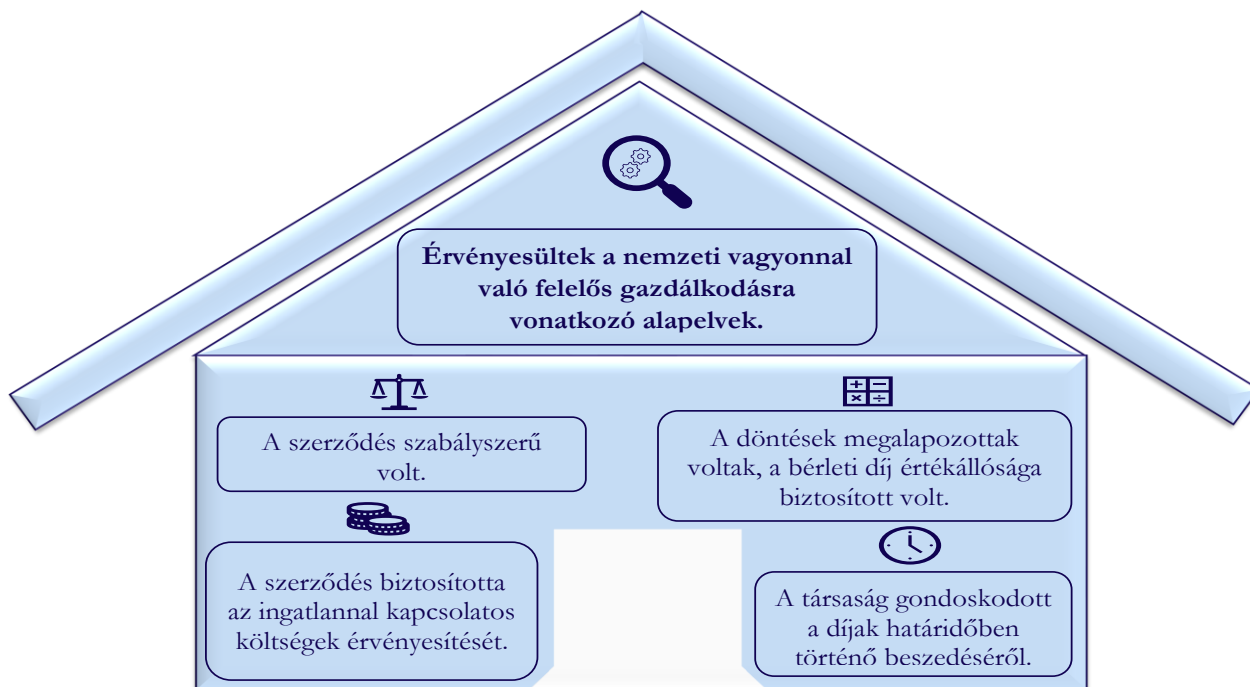 Érvényesültek a nemzeti vagyonnal
való felelős gazdálkodásra
vonatkozó alapelvek.
A szerződés szabályszerű
volt.
A döntések megalapozottak
voltak, a bérleti díj értékállósága
biztosított volt.
A szerződés biztosította
az ingatlannal kapcsolatos
költségek érvényesítését.
A társaság gondoskodott
a díjak határidőben
történő beszedéséről.